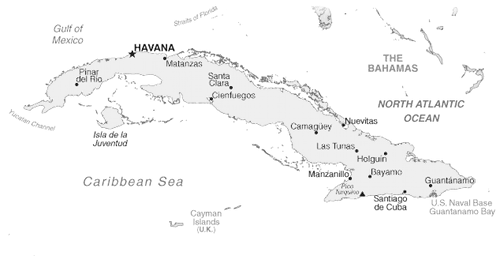 Straits of Florida
Gulf of
Mexico
HAVANA
Matanzas
THE
BAHAMAS
Pinar
del Rio
Santa
Clara
Cienfuegos
NORTH ATLANTIC
OCEAN
Yucatan Channel
Isla de la
Juventud
Camagüey
Nuevitas
Las Tunas
Holguin
Caribbean Sea
Manzanillo
Bayamo
Guantánamo
Pico
Turquino
Santiago
de Cuba
U.S. Naval Base
Guantanamo Bay
Cayman
Islands
(U.K.)